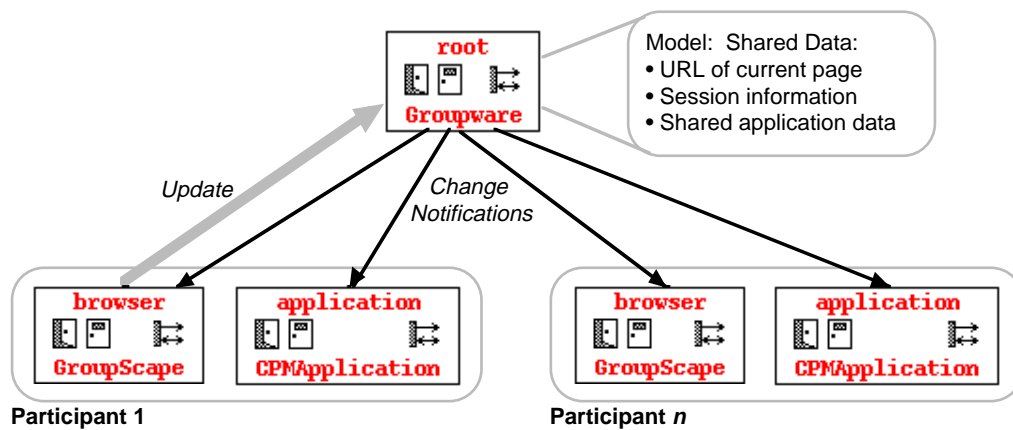 root
Groupware
Model: Shared Data:
• URL of current page
• Session information
• Shared application data
Update
Change
Notifications
browser
GroupScape
application
CPMApplication
Participant 1
browser
GroupScape
application
CPMApplication
Participant n